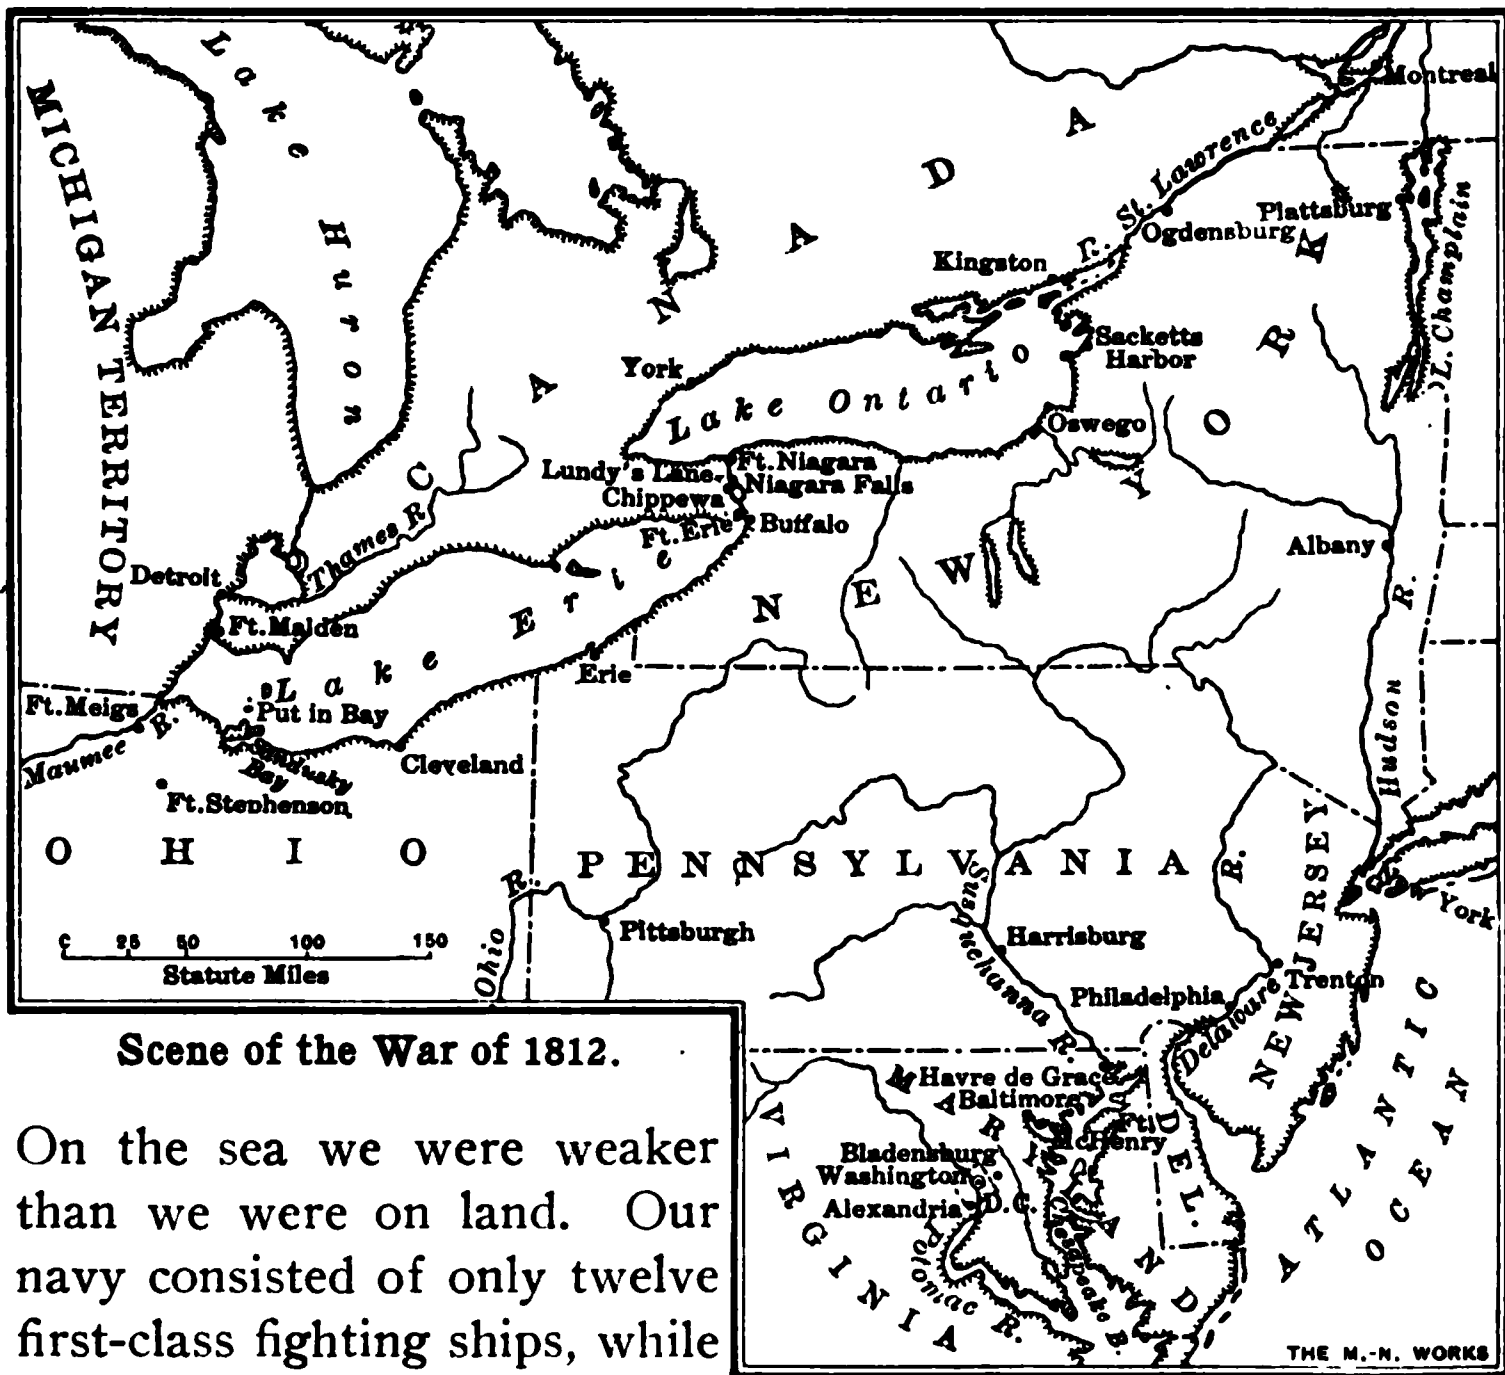 Lake Huron
MICHIGAN TERRITORY
CANADA
Montreal
R. St. Lawrence
Plattsburg
Ogdensburg
L. Champlain
Kingston
Sacketts
Harbor
York
Lake Ontario
Oswego
Ft. Niagara
Lundy's Lane
Niagara Falls
Chippewa
Ft. Erie
Buffalo
Thames R.
Albany
Detroit
NEW YORK
Ft. Malden
Lake Erie
Hudson R.
Erie
Ft. Meigs
Put in Bay
Maumee R.
Sandusky
Bay
Cleveland
Ft. Stephenson
OHIO
PENNSYLVANIA
NEW JERSEY
New York
Ohio R.
Pittsburgh
Susquehanna R.
Harrisburg
Trenton
0 25 50 100 150
Statute Miles
Philadelphia
Delaware R.
ATLANTIC
OCEAN
Havre de Grace
Baltimore
Ft.
McHenry
MARYLAND
DEL.
VIRGINIA
Bladensburg
Washington
D.C.
Alexandria
Potomac R.
Chesapeake B.
THE M.-N. WORKS
Scene of the War of 1812.
On the sea we were weaker
than we were on land. Our
navy consisted of only twelve
first-class fighting ships, while